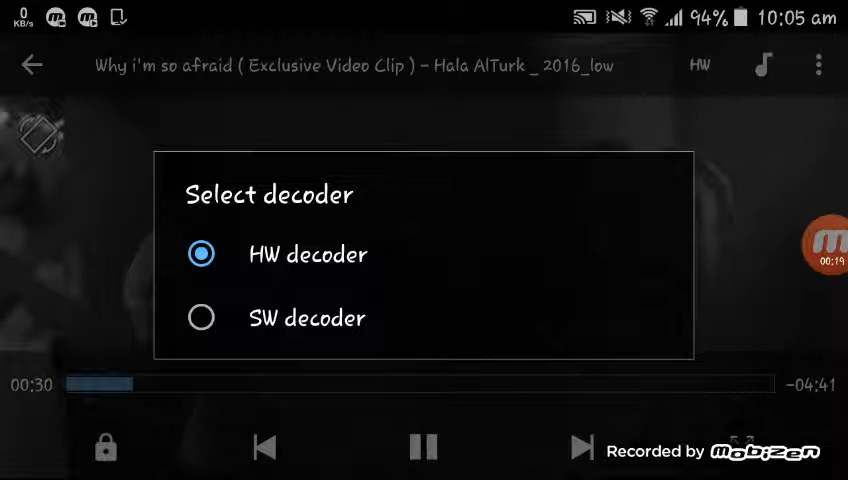 0 KB/s 94% 10:05 am
Why i'm so afraid ( Exclusive Video Clip ) – Hala AlTurk _ 2016_low HW
Select decoder
HW decoder
00:19
SW decoder
00:30 –04:41
Recorded by mobizen